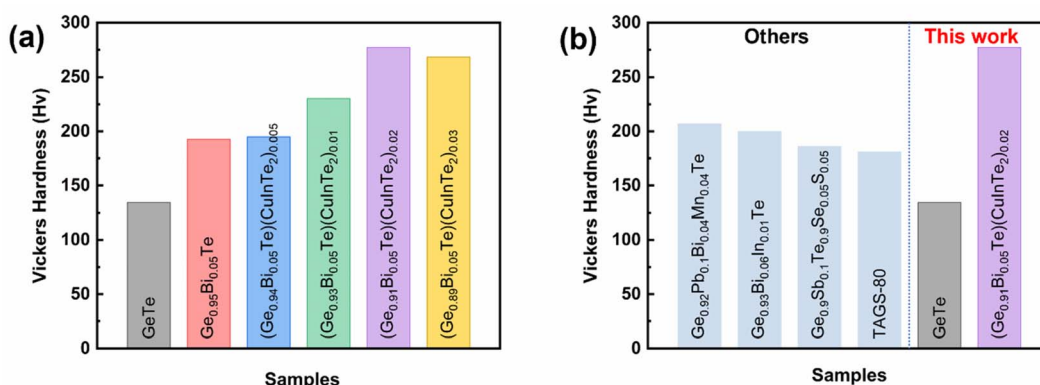 (a)
Vickers Hardness (Hv)
300
250
200
150
100
50
0
GeTe
Ge0.95Bi0.05Te
(Ge0.94Bi0.05Te)(CuInTe2)0.005
(Ge0.93Bi0.05Te)(CuInTe2)0.01
(Ge0.91Bi0.05Te)(CuInTe2)0.02
(Ge0.89Bi0.05Te)(CuInTe2)0.03
Samples
(b)
Vickers Hardness (Hv)
300
250
200
150
100
50
0
Others
This work
Ge0.92Pb0.1Bi0.04Mn0.04Te
Ge0.93Bi0.06In0.01Te
Ge0.9Sb0.1Te0.9Se0.05S0.05
TAGS-80
GeTe
(Ge0.91Bi0.05Te)(CuInTe2)0.02
Samples